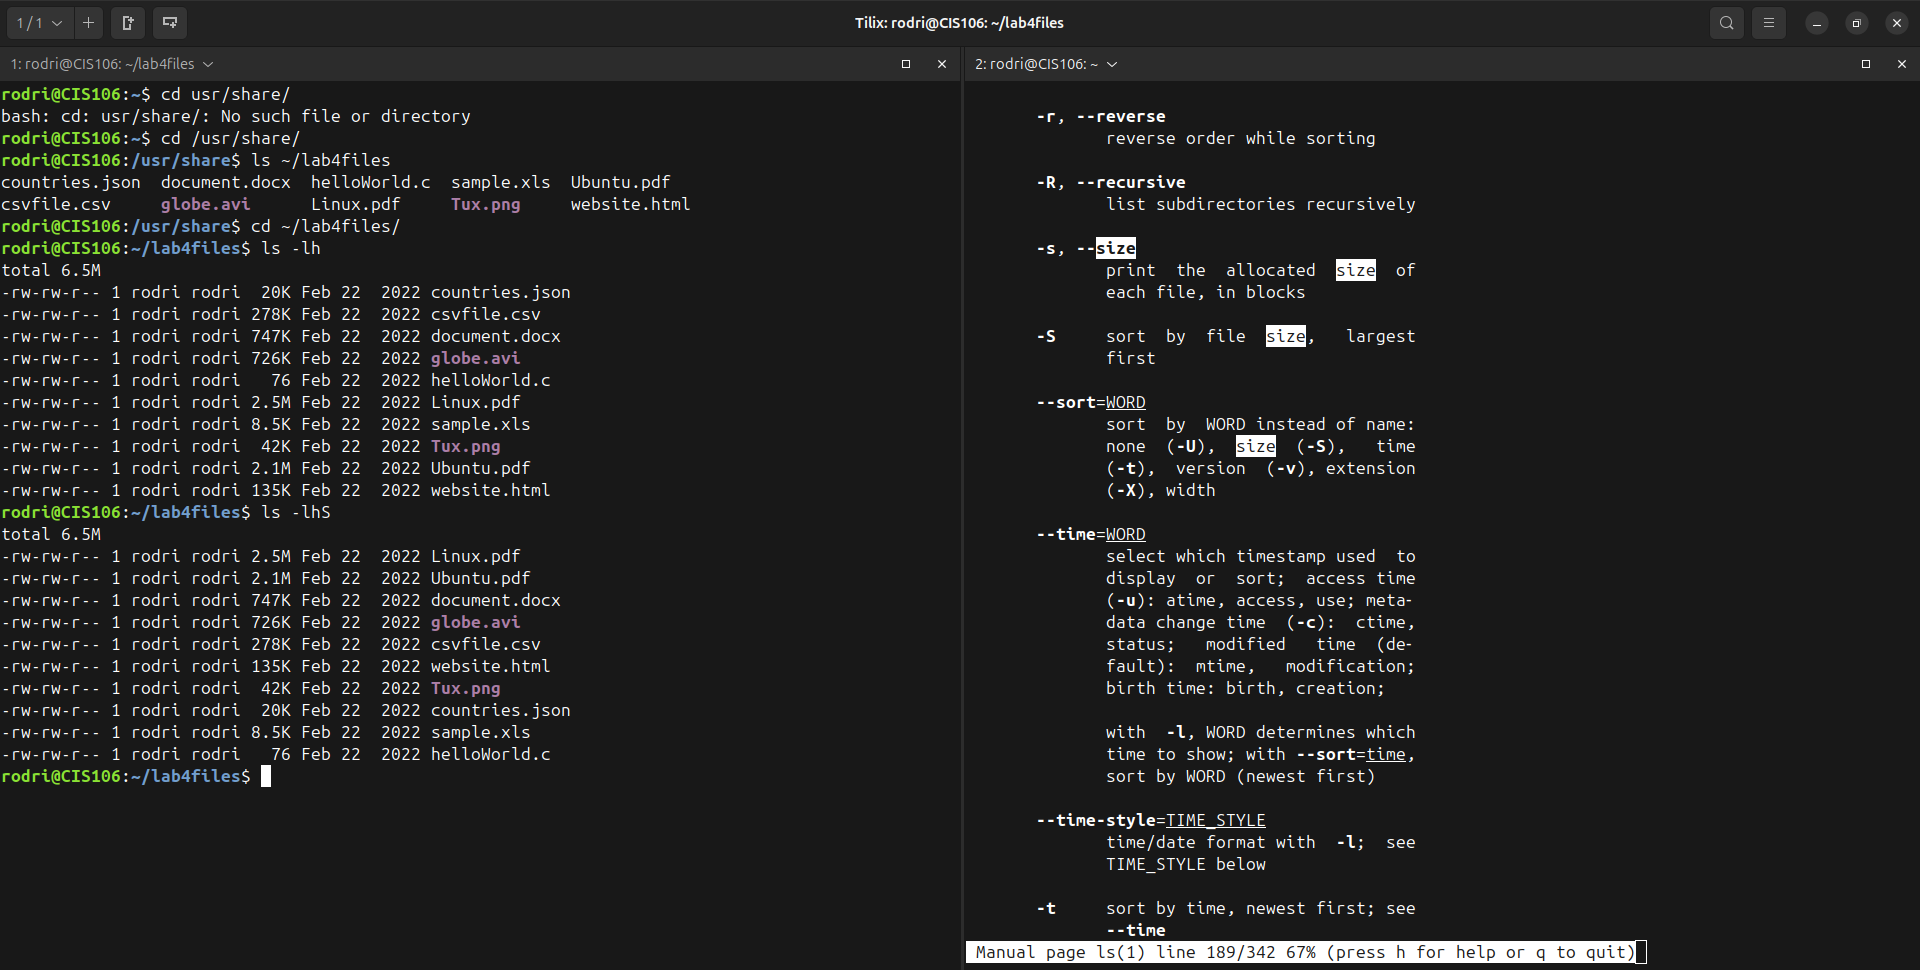 1 / 1
Tilix: rodri@CIS106: ~/lab4files
1: rodri@CIS106: ~/lab4files
rodri@CIS106:~$ cd usr/share/
bash: cd: usr/share/: No such file or directory
rodri@CIS106:~$ cd /usr/share/
rodri@CIS106:/usr/share$ ls ~/lab4files
countries.json  document.docx  helloWorld.c  sample.xls  Ubuntu.pdf
csvfile.csv     globe.avi      Linux.pdf     Tux.png     website.html
rodri@CIS106:/usr/share$ cd ~/lab4files/
rodri@CIS106:~/lab4files$ ls -lh
total 6.5M
-rw-rw-r-- 1 rodri rodri  20K Feb 22  2022 countries.json
-rw-rw-r-- 1 rodri rodri 278K Feb 22  2022 csvfile.csv
-rw-rw-r-- 1 rodri rodri 747K Feb 22  2022 document.docx
-rw-rw-r-- 1 rodri rodri 726K Feb 22  2022 globe.avi
-rw-rw-r-- 1 rodri rodri   76 Feb 22  2022 helloWorld.c
-rw-rw-r-- 1 rodri rodri 2.5M Feb 22  2022 Linux.pdf
-rw-rw-r-- 1 rodri rodri 8.5K Feb 22  2022 sample.xls
-rw-rw-r-- 1 rodri rodri  42K Feb 22  2022 Tux.png
-rw-rw-r-- 1 rodri rodri 2.1M Feb 22  2022 Ubuntu.pdf
-rw-rw-r-- 1 rodri rodri 135K Feb 22  2022 website.html
rodri@CIS106:~/lab4files$ ls -lhS
total 6.5M
-rw-rw-r-- 1 rodri rodri 2.5M Feb 22  2022 Linux.pdf
-rw-rw-r-- 1 rodri rodri 2.1M Feb 22  2022 Ubuntu.pdf
-rw-rw-r-- 1 rodri rodri 747K Feb 22  2022 document.docx
-rw-rw-r-- 1 rodri rodri 726K Feb 22  2022 globe.avi
-rw-rw-r-- 1 rodri rodri 278K Feb 22  2022 csvfile.csv
-rw-rw-r-- 1 rodri rodri 135K Feb 22  2022 website.html
-rw-rw-r-- 1 rodri rodri  42K Feb 22  2022 Tux.png
-rw-rw-r-- 1 rodri rodri  20K Feb 22  2022 countries.json
-rw-rw-r-- 1 rodri rodri 8.5K Feb 22  2022 sample.xls
-rw-rw-r-- 1 rodri rodri   76 Feb 22  2022 helloWorld.c
rodri@CIS106:~/lab4files$
2: rodri@CIS106: ~
-r, --reverse
reverse order while sorting
-R, --recursive
list subdirectories recursively
-s, --size
print the allocated size of
each file, in blocks
-S     sort by file size, largest
first
--sort=WORD
sort by WORD instead of name:
none (-U), size (-S), time
(-t), version (-v), extension
(-X), width
--time=WORD
select which timestamp used to
display or sort; access time
(-u): atime, access, use; meta‐
data change time (-c): ctime,
status; modified time (de‐
fault): mtime, modification;
birth time: birth, creation;
with -l, WORD determines which
time to show; with --sort=time,
sort by WORD (newest first)
--time-style=TIME_STYLE
time/date format with -l; see
TIME_STYLE below
-t     sort by time, newest first; see
--time
Manual page ls(1) line 189/342 67% (press h for help or q to quit)